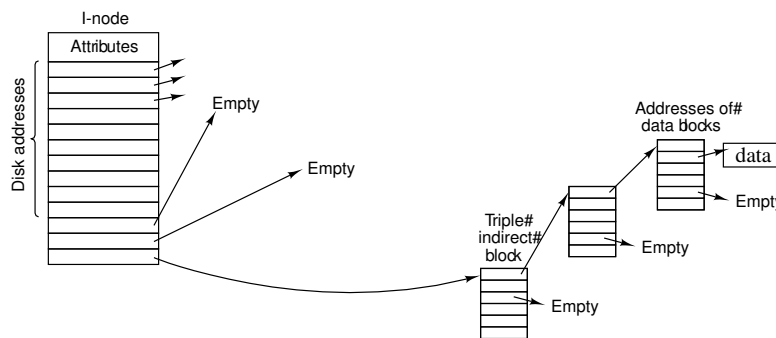 I-node
Attributes
Disk addresses
Empty
Empty
Triple#
indirect#
block
Empty
Empty
Addresses of#
data blocks
data
Empty